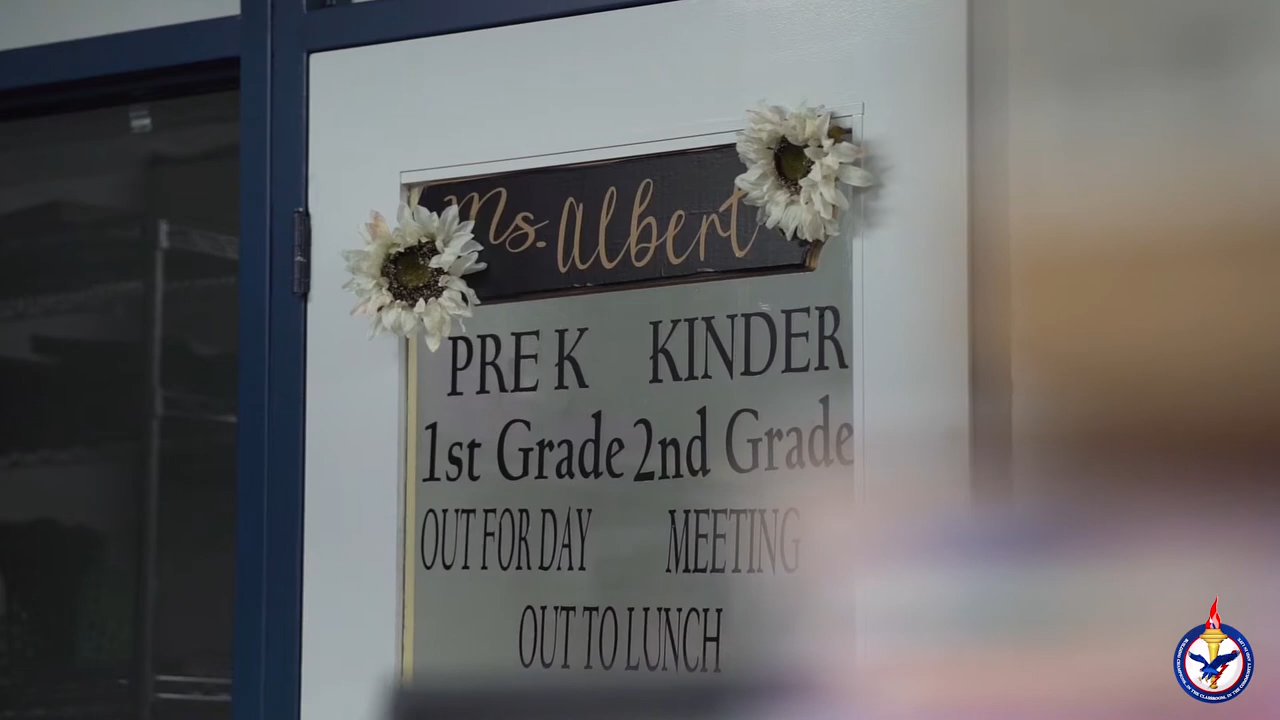 Ms. Albert
PRE K KINDER
1st Grade 2nd Grade
OUT FOR DAY MEETING
OUT TO LUNCH